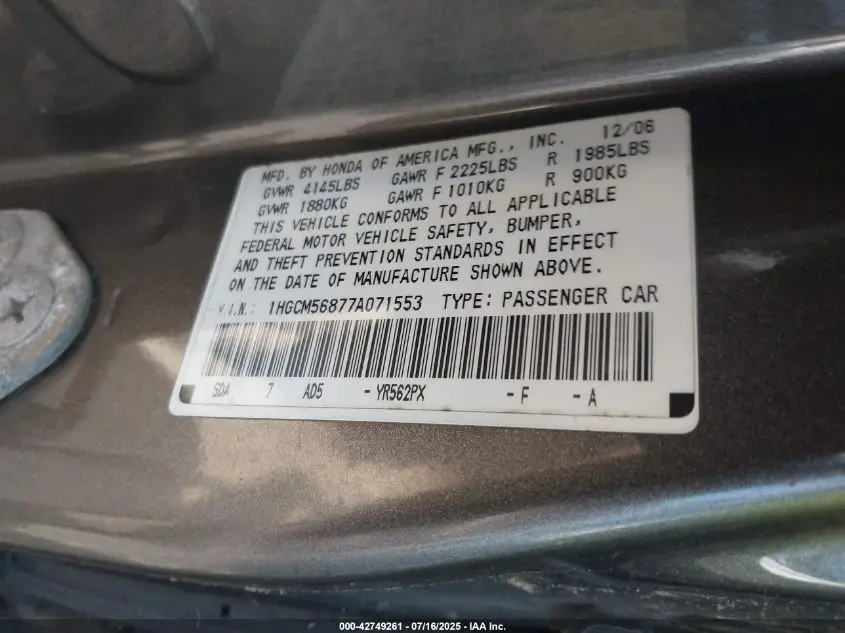 MFD. BY HONDA OF AMERICA MFG., INC. 12/06
GVWR 4145LBS GAWR F 2225LBS R 1985LBS
GVWR 1880KG GAWR F 1010KG R 900KG
THIS VEHICLE CONFORMS TO ALL APPLICABLE
FEDERAL MOTOR VEHICLE SAFETY, BUMPER,
AND THEFT PREVENTION STANDARDS IN EFFECT
ON THE DATE OF MANUFACTURE SHOWN ABOVE.
V.I.N.: 1HGCM56877A071553 TYPE: PASSENGER CAR
SDA 7 AD5 - YR562PX - F - A
000-42749261 - 07/16/2025 - IAA Inc.